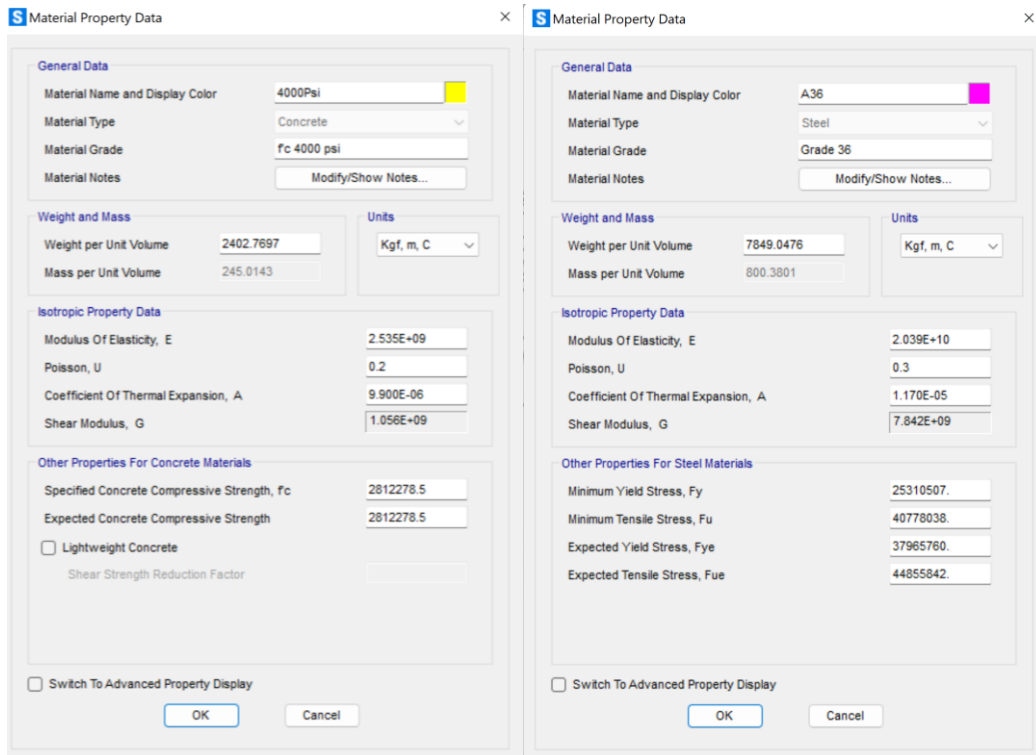 S Material Property Data
General Data
Material Name and Display Color 4000Psi
Material Type Concrete
Material Grade f'c 4000 psi
Material Notes Modify/Show Notes...
Weight and Mass
Weight per Unit Volume 2402.7697
Mass per Unit Volume 245.0143
Units
Kgf, m, C
Isotropic Property Data
Modulus Of Elasticity, E 2.535E+09
Poisson, U 0.2
Coefficient Of Thermal Expansion, A 9.900E-06
Shear Modulus, G 1.056E+09
Other Properties For Concrete Materials
Specified Concrete Compressive Strength, f'c 2812278.5
Expected Concrete Compressive Strength 2812278.5
Lightweight Concrete
Shear Strength Reduction Factor
Switch To Advanced Property Display
OK Cancel
S Material Property Data
General Data
Material Name and Display Color A36
Material Type Steel
Material Grade Grade 36
Material Notes Modify/Show Notes...
Weight and Mass
Weight per Unit Volume 7849.0476
Mass per Unit Volume 800.3801
Units
Kgf, m, C
Isotropic Property Data
Modulus Of Elasticity, E 2.039E+10
Poisson, U 0.3
Coefficient Of Thermal Expansion, A 1.170E-05
Shear Modulus, G 7.842E+09
Other Properties For Steel Materials
Minimum Yield Stress, Fy 25310507.
Minimum Tensile Stress, Fu 40778038.
Expected Yield Stress, Fye 37965760.
Expected Tensile Stress, Fue 44855842.
Switch To Advanced Property Display
OK Cancel